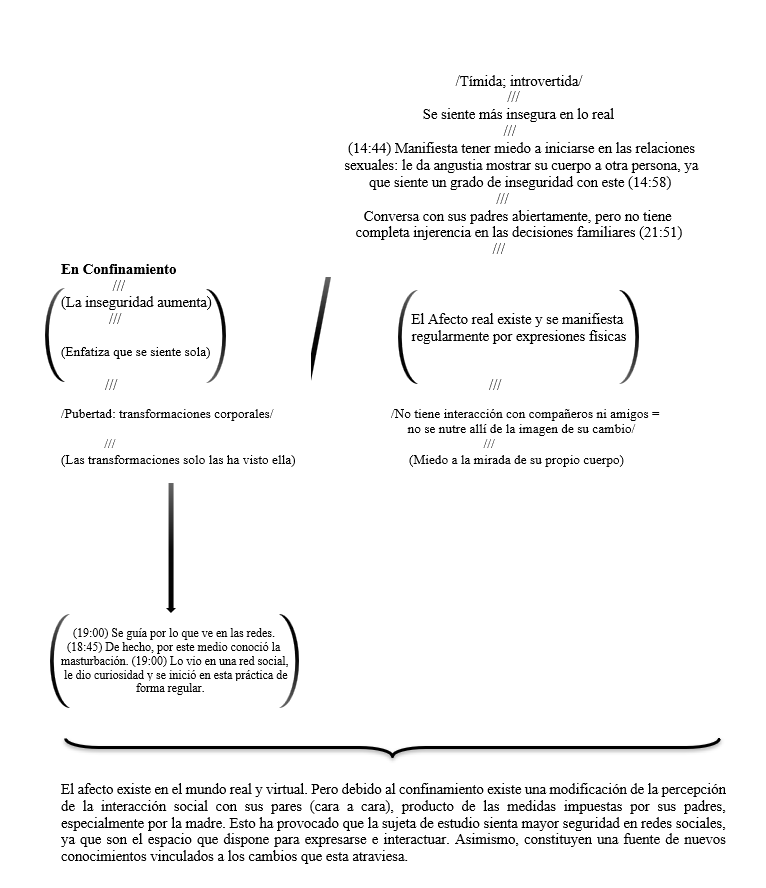 /Tímida; introvertida/
///
Se siente más insegura en lo real
///
(14:44) Manifiesta tener miedo a iniciarse en las relaciones
sexuales: le da angustia mostrar su cuerpo a otra persona, ya
que siente un grado de inseguridad con este (14:58)
///
Conversa con sus padres abiertamente, pero no tiene
completa injerencia en las decisiones familiares (21:51)
///
En Confinamiento
///
(La inseguridad aumenta)
///
(Enfatiza que se siente sola)
///
/Pubertad: transformaciones corporales/
///
(Las transformaciones solo las ha visto ella)
/
El Afecto real existe y se manifiesta
regularmente por expresiones físicas
///
/No tiene interacción con compañeros ni amigos =
no se nutre allí de la imagen de su cambio/
///
(Miedo a la mirada de su propio cuerpo)
(19:00) Se guía por lo que ve en las redes.
(18:45) De hecho, por este medio conoció la
masturbación. (19:00) Lo vio en una red social,
le dio curiosidad y se inició en esta práctica de
forma regular.
El afecto existe en el mundo real y virtual. Pero debido al confinamiento existe una modificación de la percepción
de la interacción social con sus pares (cara a cara), producto de las medidas impuestas por sus padres,
especialmente por la madre. Esto ha provocado que la sujeta de estudio sienta mayor seguridad en redes sociales,
ya que son el espacio que dispone para expresarse e interactuar. Asimismo, constituyen una fuente de nuevos
conocimientos vinculados a los cambios que esta atraviesa.